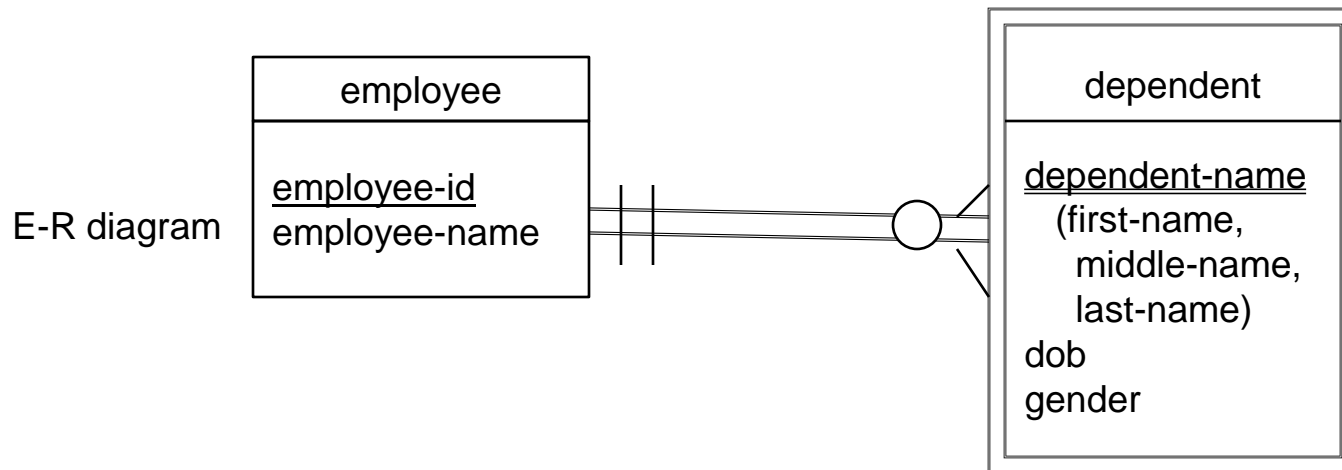 employee
dependent
E-R diagram
employee-id
employee-name
dependent-name
(first-name,
middle-name,
last-name)
dob
gender